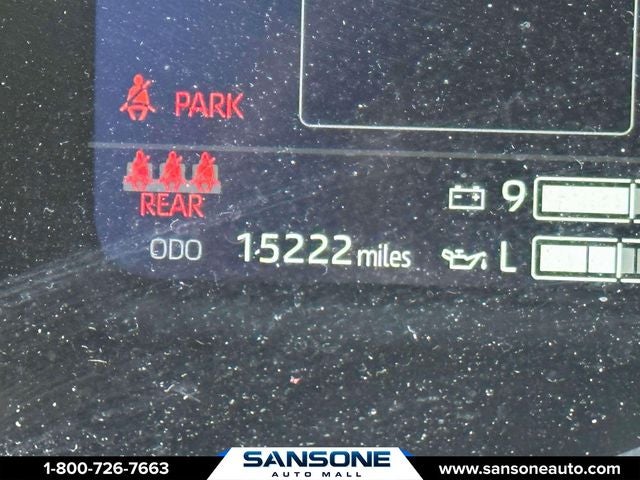 PARK
REAR
9
ODO 15222 miles
L
1-800-726-7663
SANSONE
AUTO MALL
www.sansoneauto.com